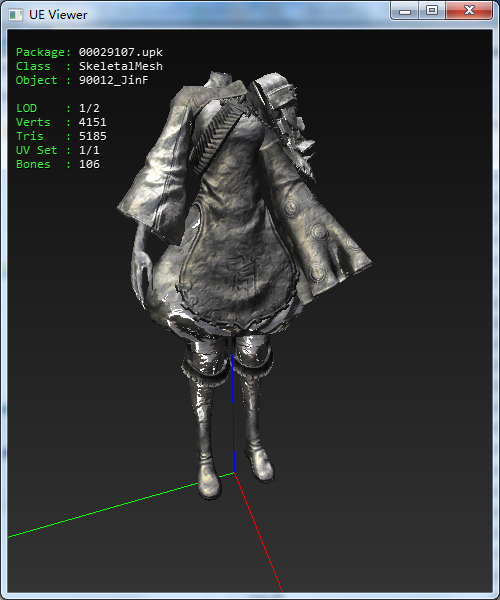 UE Viewer
Package: 00029107.upk
Class : SkeletalMesh
Object : 90012_JinF
LOD : 1/2
Verts : 4151
Tris : 5185
UV Set : 1/1
Bones : 106